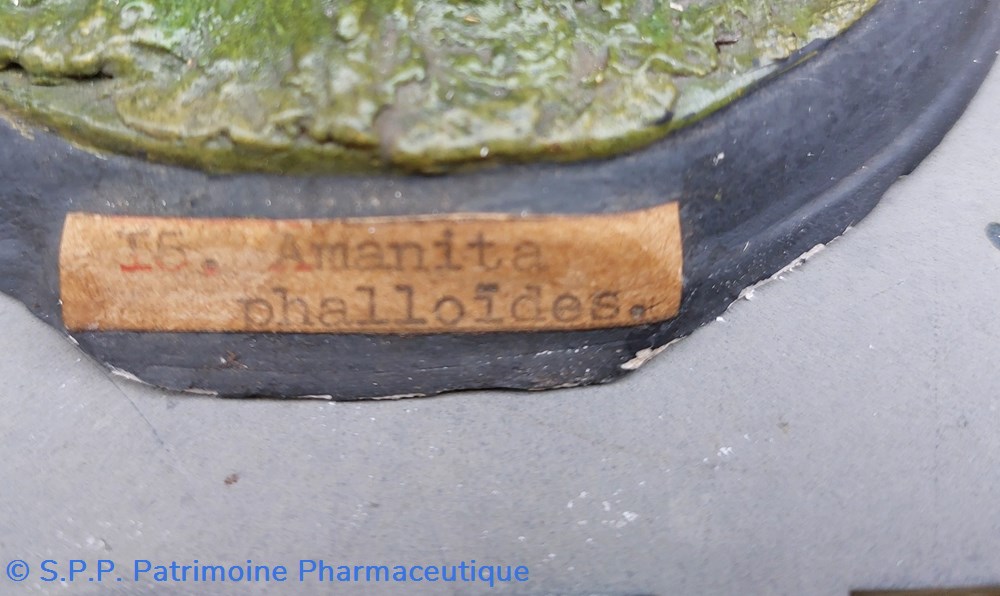 15. Amanita
phalloïdes.
© S.P.P. Patrimoine Pharmaceutique